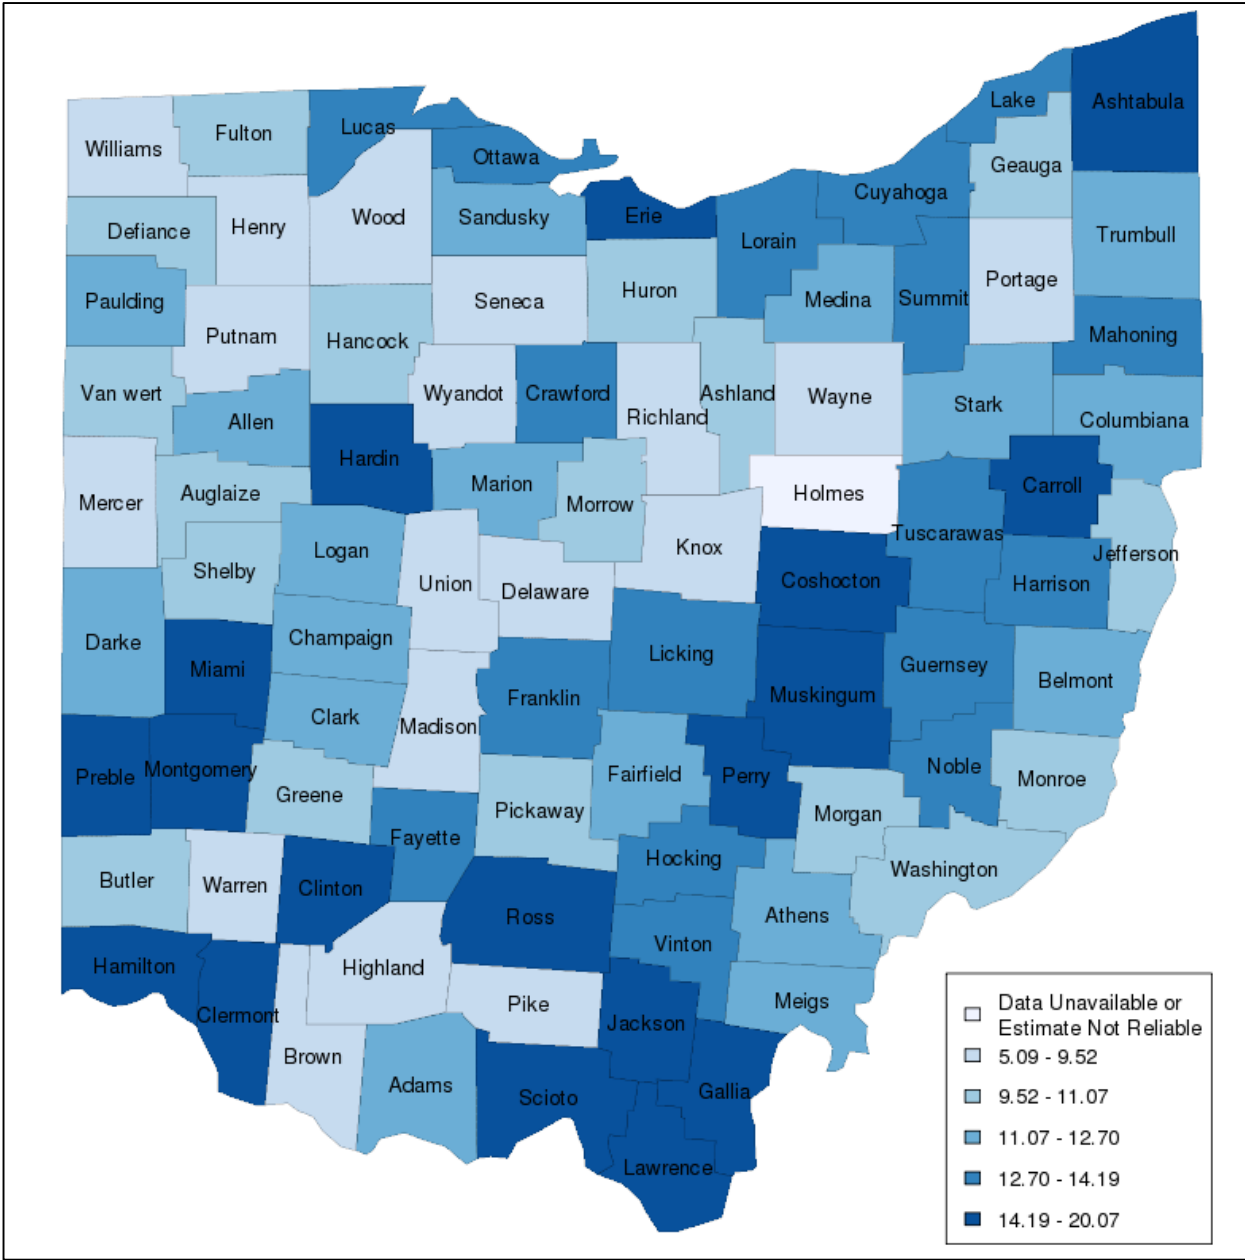 Lake
Ashtabula
Williams
Fulton
Lucas
Ottawa
Geauga
Cuyahoga
Defiance
Henry
Wood
Sandusky
Erie
Lorain
Trumbull
Paulding
Seneca
Huron
Medina
Summit
Portage
Putnam
Hancock
Mahoning
Van wert
Wyandot
Crawford
Ashland
Wayne
Allen
Richland
Stark
Columbiana
Hardin
Mercer
Auglaize
Marion
Morrow
Holmes
Carroll
Logan
Knox
Tuscarawas
Jefferson
Shelby
Union
Delaware
Coshocton
Harrison
Darke
Champaign
Licking
Miami
Franklin
Muskingum
Guernsey
Belmont
Clark
Madison
Preble
Montgomery
Fairfield
Perry
Noble
Monroe
Greene
Pickaway
Morgan
Fayette
Butler
Warren
Clinton
Hocking
Washington
Ross
Athens
Hamilton
Highland
Vinton
Clermont
Pike
Jackson
Meigs
Brown
Adams
Scioto
Gallia
Lawrence
Data Unavailable or
Estimate Not Reliable
5.09 - 9.52
9.52 - 11.07
11.07 - 12.70
12.70 - 14.19
14.19 - 20.07